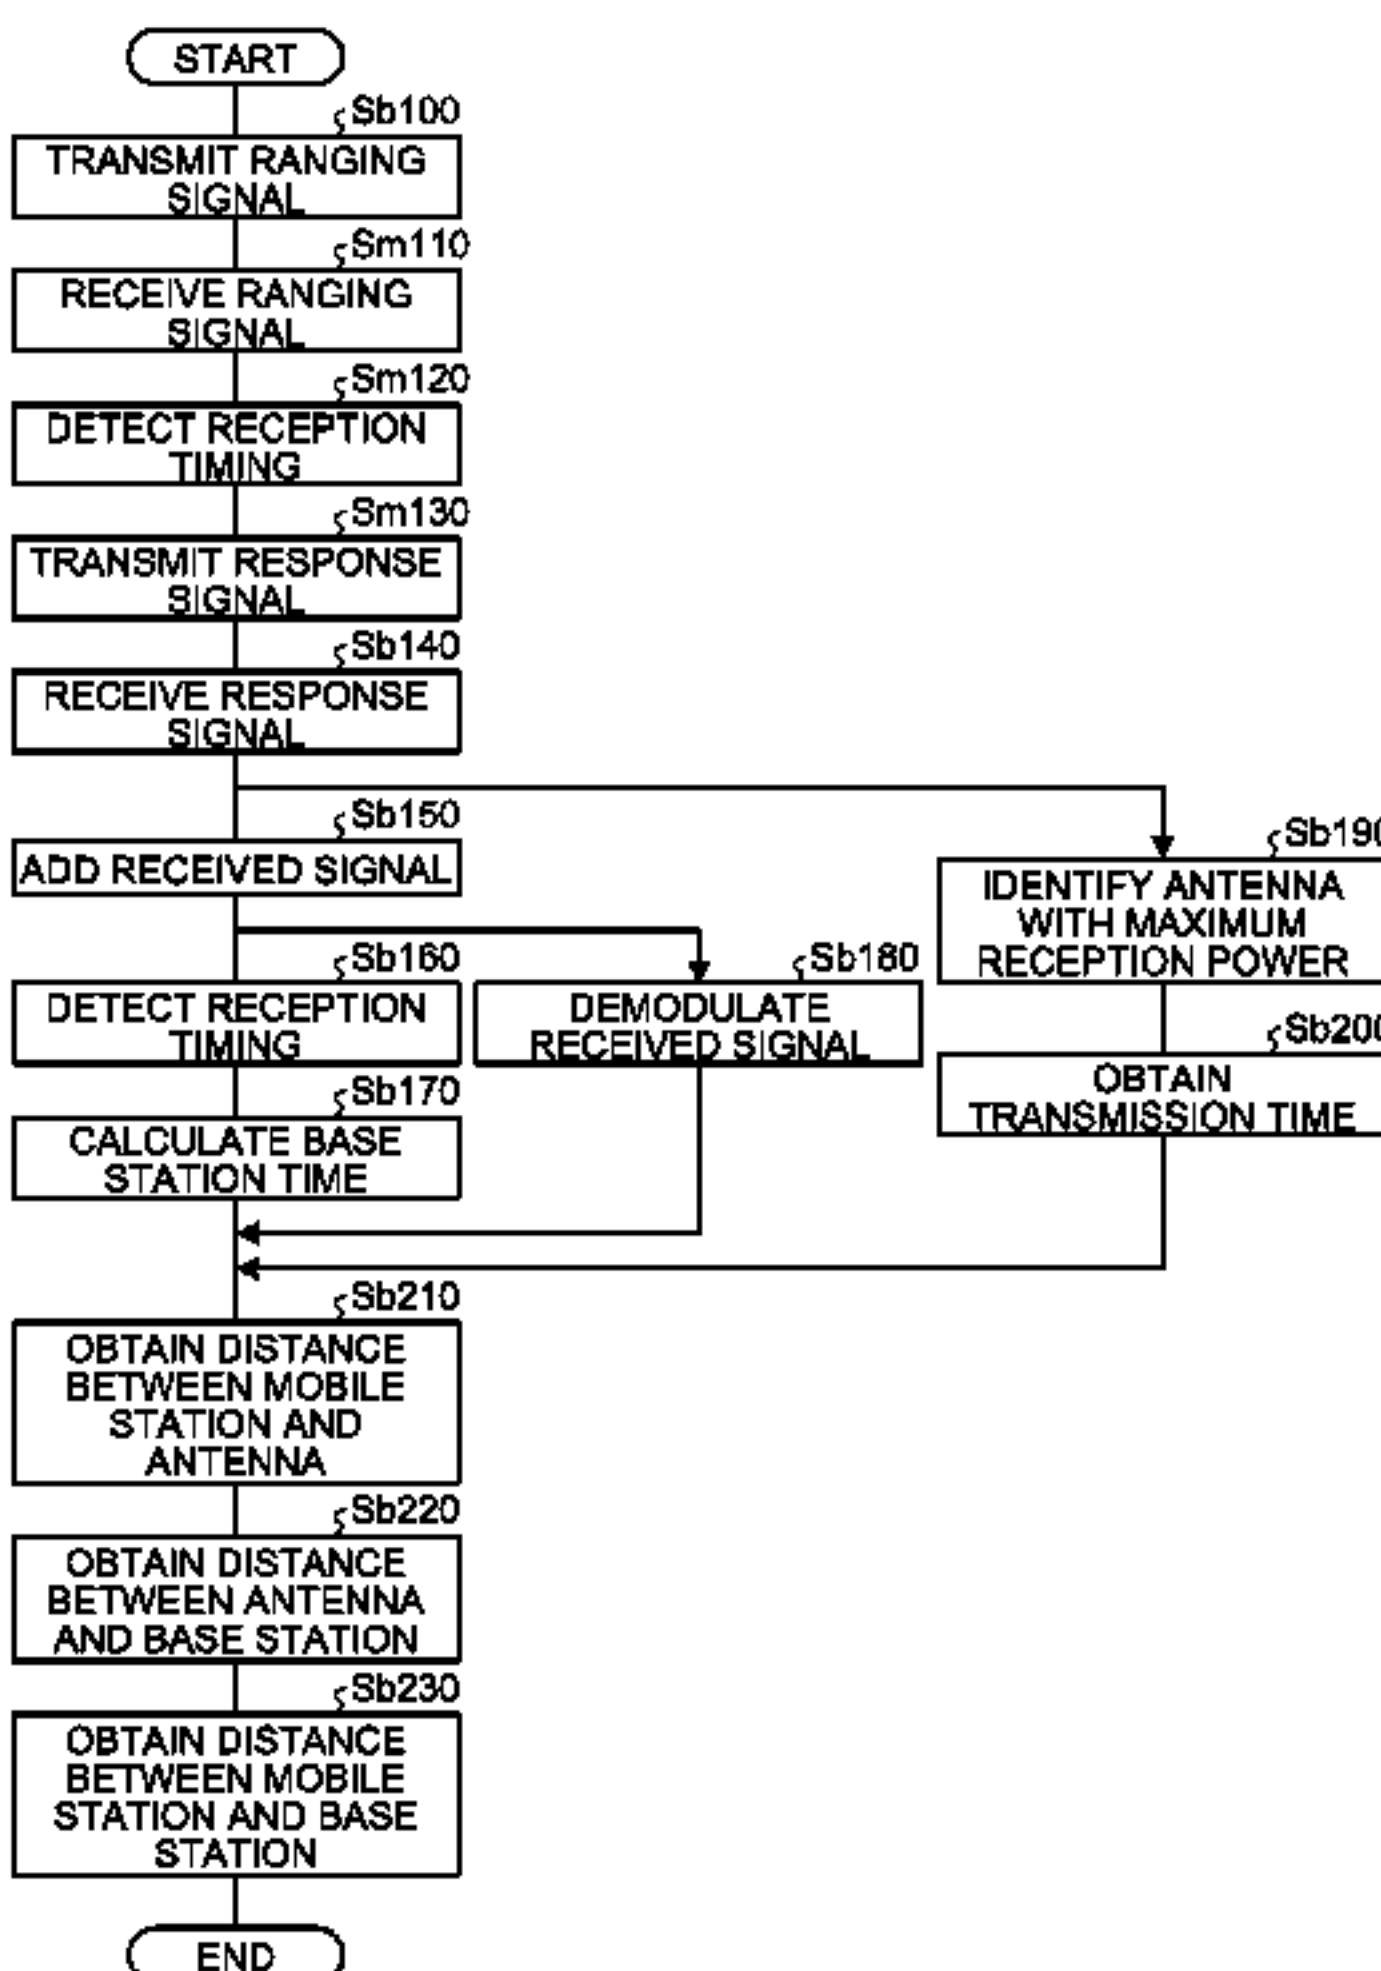 START
Sb100
TRANSMIT RANGING
SIGNAL
Sm110
RECEIVE RANGING
SIGNAL
Sm120
DETECT RECEPTION
TIMING
Sm130
TRANSMIT RESPONSE
SIGNAL
Sb140
RECEIVE RESPONSE
SIGNAL
Sb150
ADD RECEIVED SIGNAL
Sb160
DETECT RECEPTION
TIMING
Sb170
CALCULATE BASE
STATION TIME
Sb180
DEMODULATE
RECEIVED SIGNAL
Sb190
IDENTIFY ANTENNA
WITH MAXIMUM
RECEPTION POWER
Sb200
OBTAIN
TRANSMISSION TIME
Sb210
OBTAIN DISTANCE
BETWEEN MOBILE
STATION AND
ANTENNA
Sb220
OBTAIN DISTANCE
BETWEEN ANTENNA
AND BASE STATION
Sb230
OBTAIN DISTANCE
BETWEEN MOBILE
STATION AND BASE
STATION
END